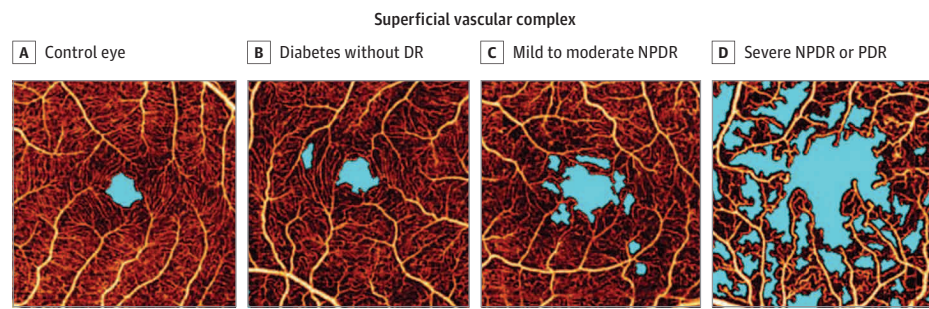 Superficial vascular complex
A Control eye
B Diabetes without DR
C Mild to moderate NPDR
D Severe NPDR or PDR